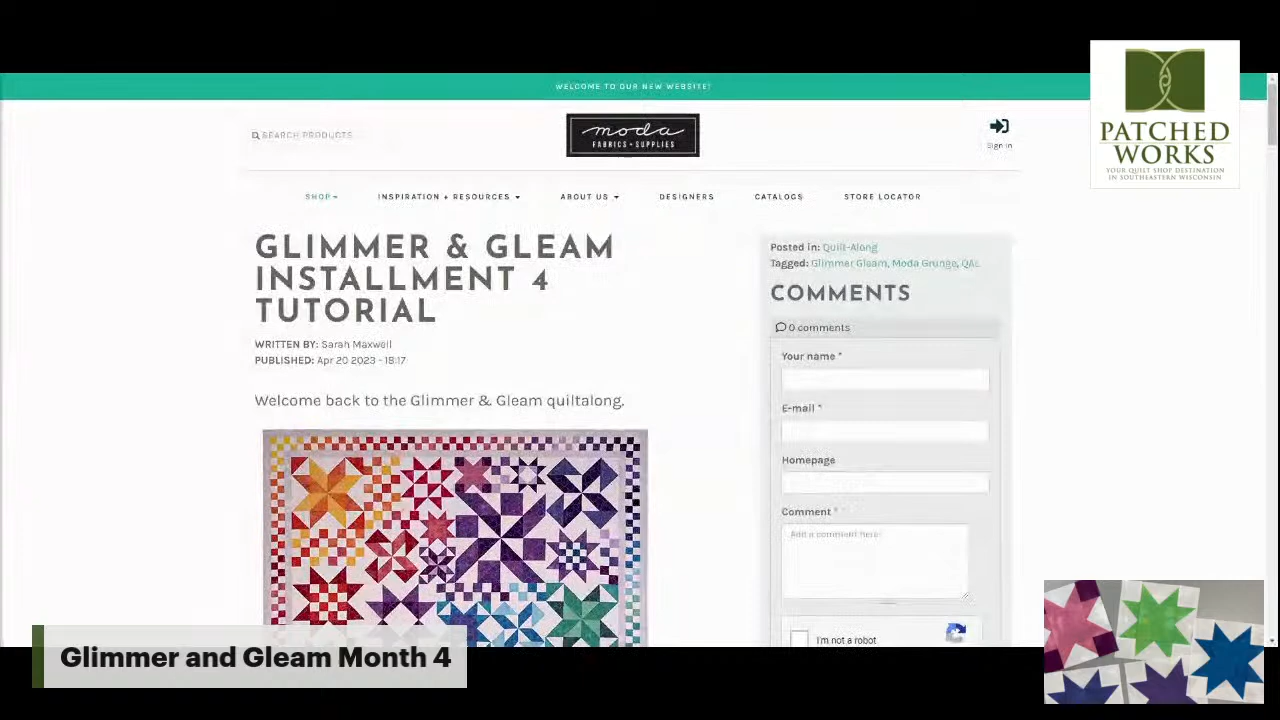 WELCOME TO OUR NEW WEBSITE!
SEARCH PRODUCTS...
moda
FABRICS + SUPPLIES
Sign in
PATCHED
WORKS
YOUR QUILT SHOP DESTINATION
IN SOUTHEASTERN WISCONSIN
SHOP
INSPIRATION + RESOURCES
ABOUT US
DESIGNERS
CATALOGS
STORE LOCATOR
GLIMMER & GLEAM
INSTALLMENT 4
TUTORIAL
WRITTEN BY: Sarah Maxwell
PUBLISHED: Apr 20 2023 - 18:17
Welcome back to the Glimmer & Gleam quiltalong.
Posted in: Quilt-Along
Tagged: Glimmer Gleam, Moda Grunge, QAL
COMMENTS
0 comments
Your name *
E-mail *
Homepage
Comment *
Add a comment here:
I'm not a robot
Glimmer and Gleam Month 4